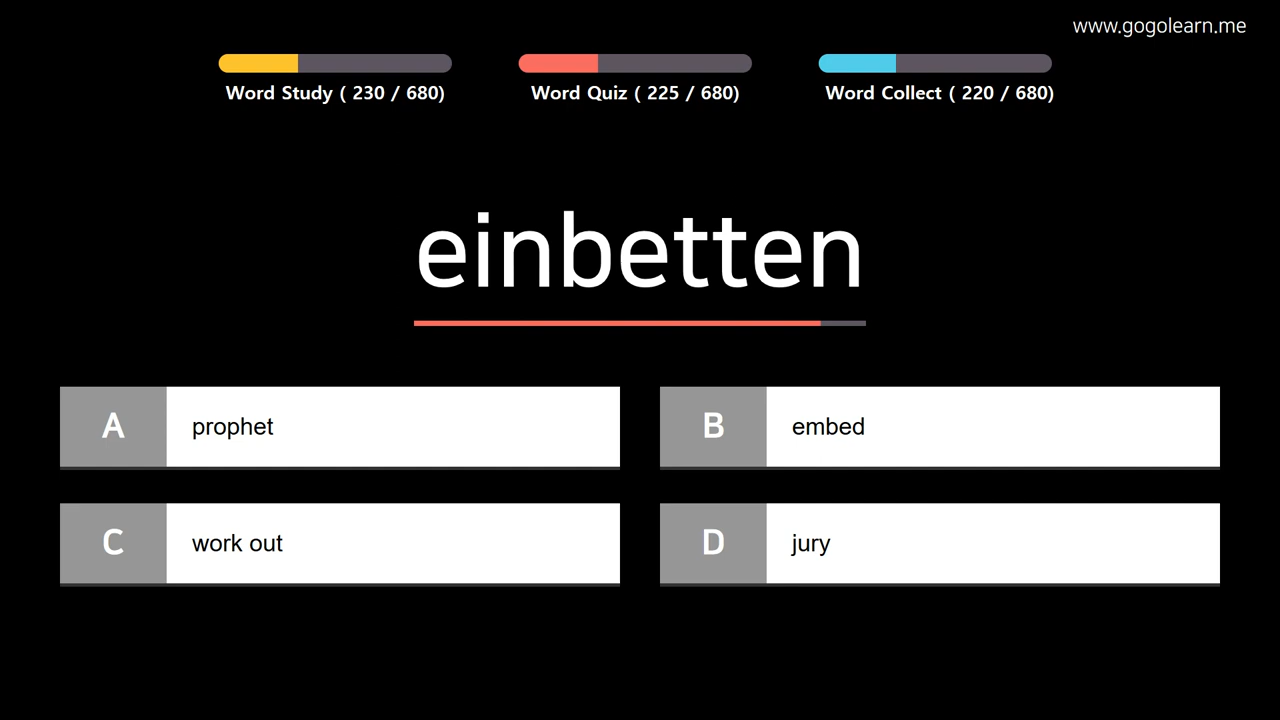 www.gogolearn.me
Word Study ( 230 / 680)
Word Quiz ( 225 / 680)
Word Collect ( 220 / 680)
einbetten
A
prophet
B
embed
C
work out
D
jury